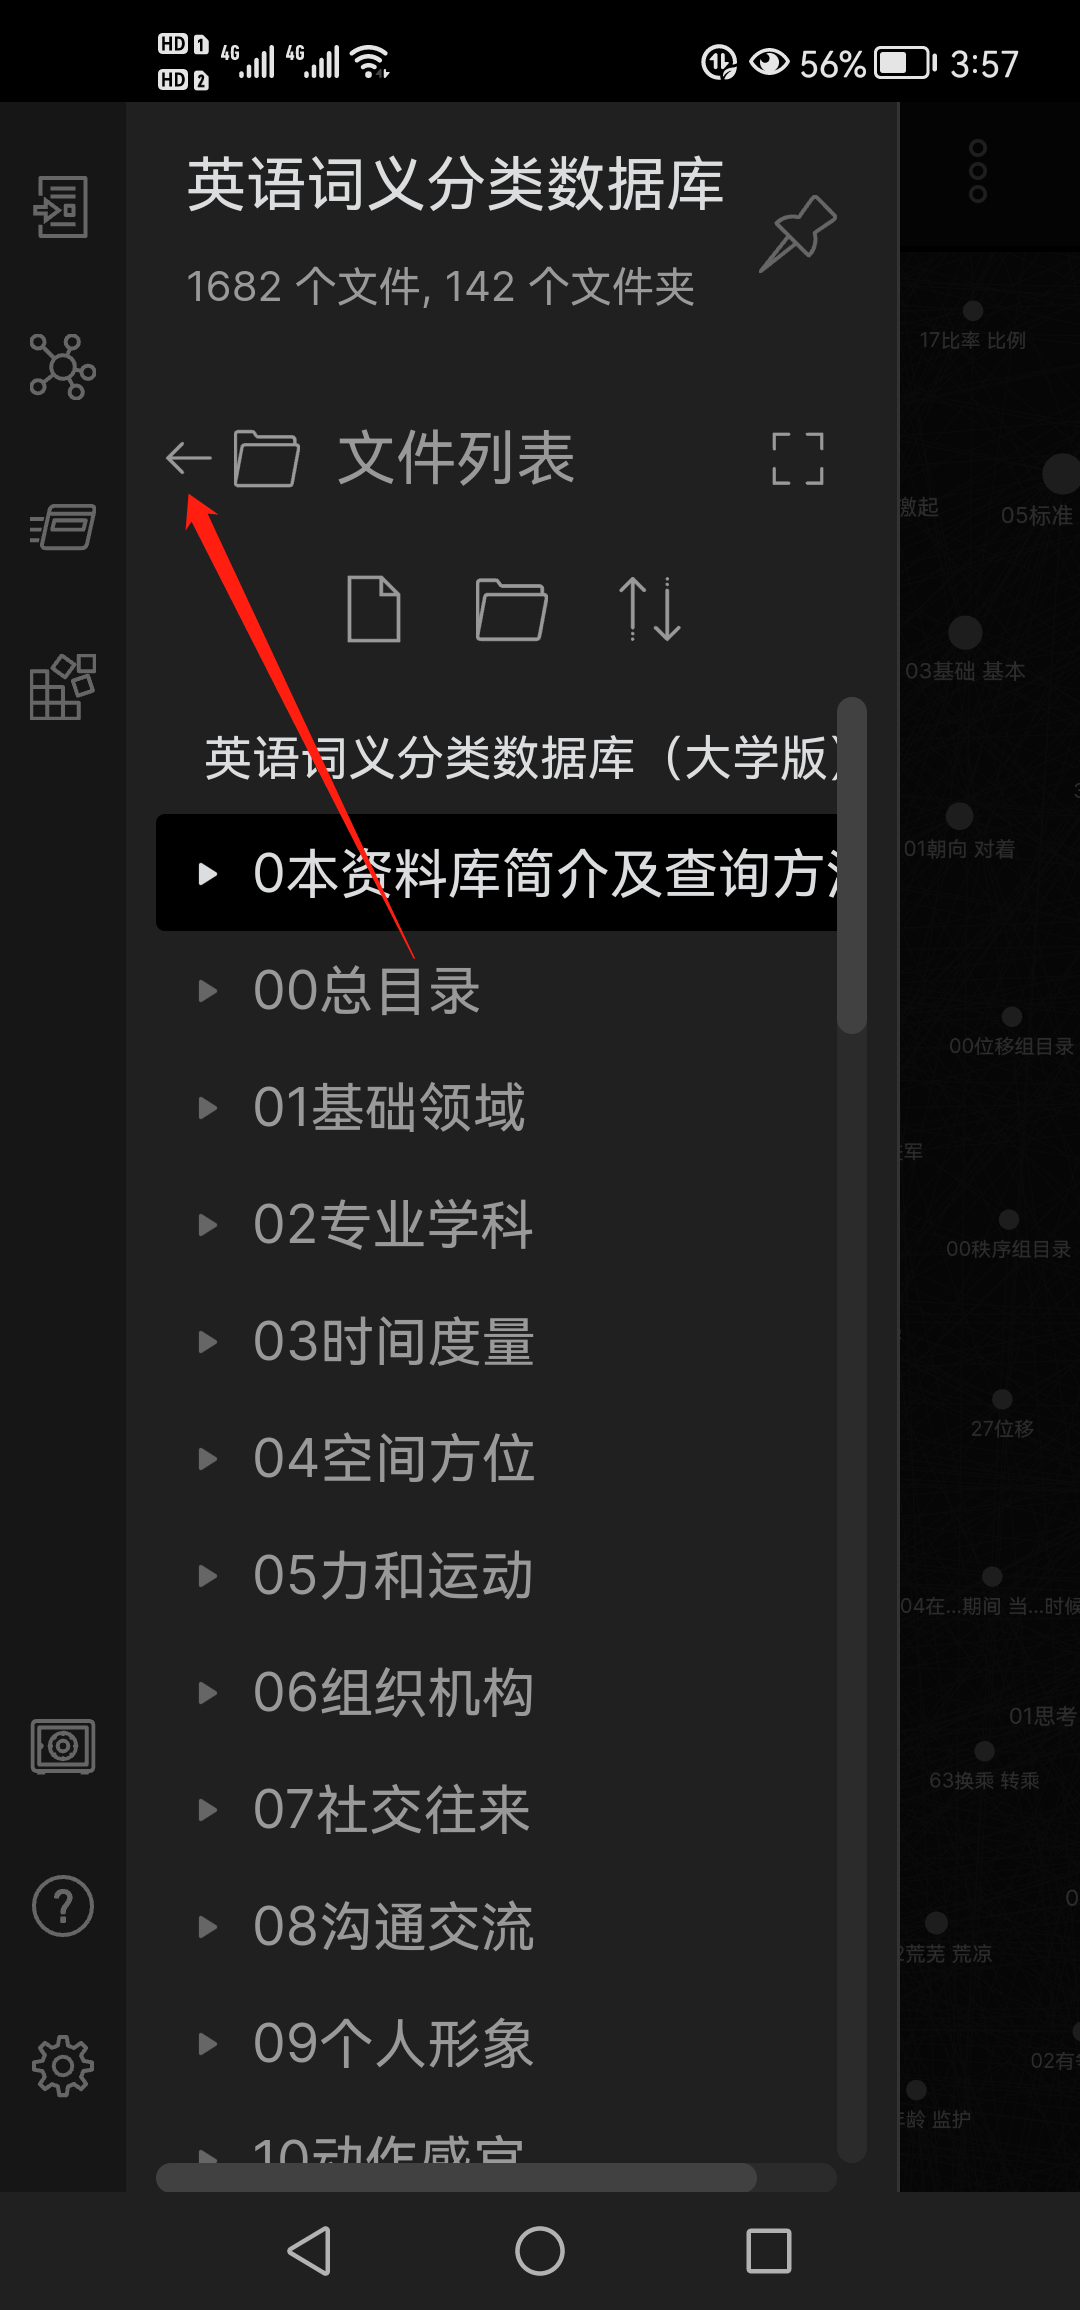 HD 1 4G 4G 56% 3:57
HD 2
英语词义分类数据库
1682 个文件, 142 个文件夹
文件列表
英语词义分类数据库（大学版）
0本资料库简介及查询方
00总目录
01基础领域
02专业学科
03时间度量
04空间方位
05力和运动
06组织机构
07社交往来
08沟通交流
09个人形象
10动作感官
17比率 比例
激起
05标准
03基础 基本
01朝向 对着
00位移组目录
军
00秩序组目录
27位移
04在...期间 当...时候
01思考
63换乘 转乘
荒芜 荒凉
02有
龄 监护